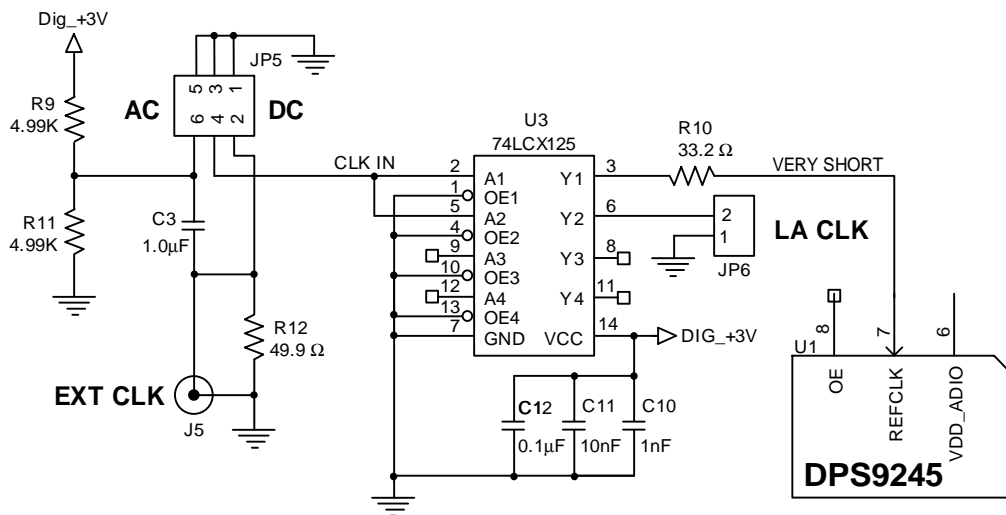 Dig_+3V
JP5
5 3 1
6 4 2
AC
DC
R9
4.99K
R11
4.99K
C3
1.0µF
R12
49.9 Ω
EXT CLK
J5
CLK IN
U3
74LCX125
2 A1 Y1 3
1 OE1
5 A2 Y2 6
4 OE2
9 A3 Y3 8
10 OE3
12 A4 Y4 11
13 OE4
7 GND VCC 14
R10
33.2 Ω
VERY SHORT
2
1
JP6
LA CLK
DIG_+3V
C12
0.1µF
C11
10nF
C10
1nF
U1
8 7 6
OE
REFCLK
VDD_ADIO
DPS9245